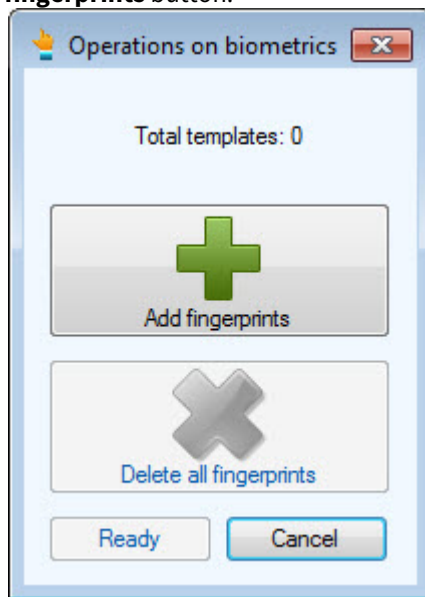 fingerprints button.
Operations on biometrics
Total templates: 0
Add fingerprints
Delete all fingerprints
Ready
Cancel